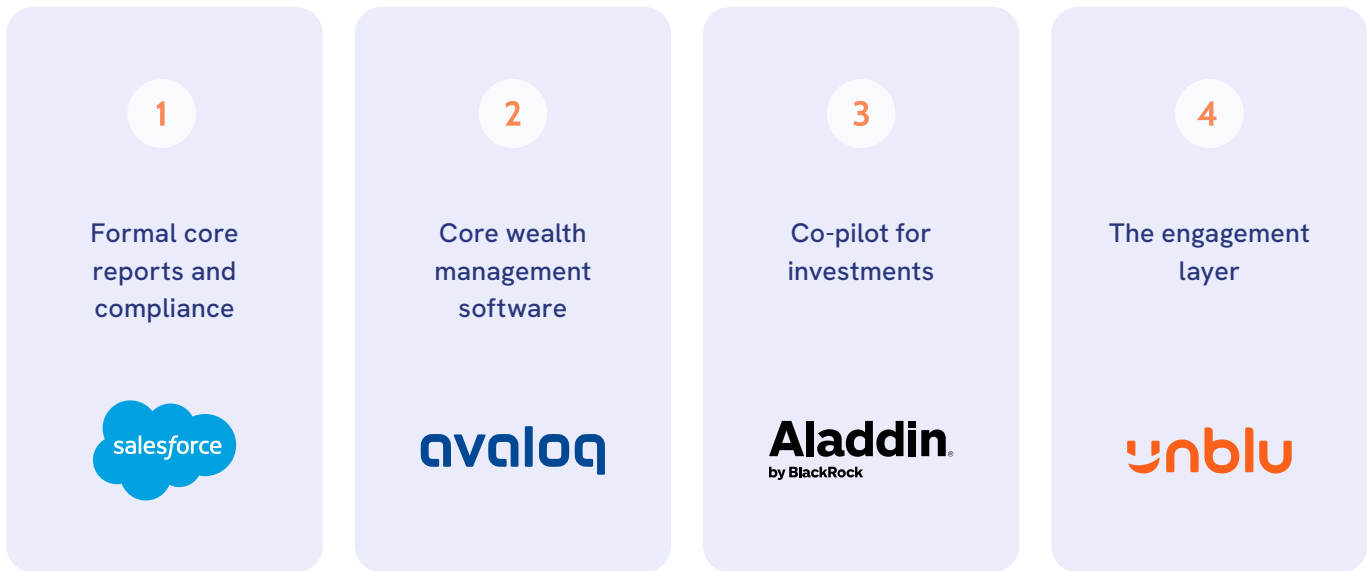 1
Formal core
reports and
compliance
salesforce
2
Core wealth
management
software
avaloq
3
Co-pilot for
investments
Aladdin®
by BlackRock
4
The engagement
layer
unblu